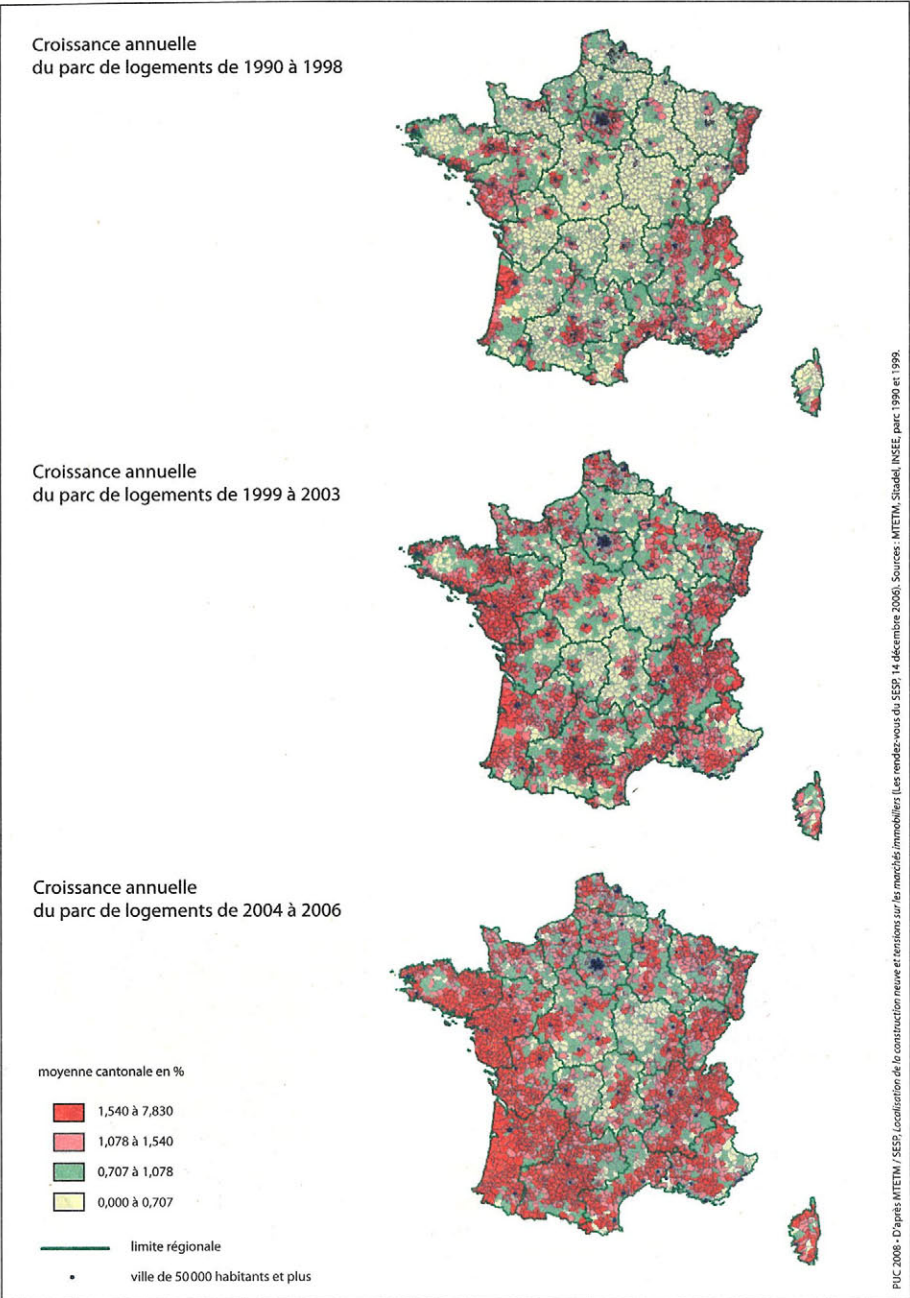 Croissance annuelle
du parc de logements de 1990 à 1998
Croissance annuelle
du parc de logements de 1999 à 2003
Croissance annuelle
du parc de logements de 2004 à 2006
moyenne cantonale en %
1,540 à 7,830
1,078 à 1,540
0,707 à 1,078
0,000 à 0,707
limite régionale
ville de 50000 habitants et plus
PUC 2008 • D'après MTETM / SESP, Localisation de la construction neuve et tensions sur les marchés immobiliers (Les rendez-vous du SESP, 14 décembre 2006). Sources : MTETM, Sitadel, INSEE, parc 1990 et 1999.